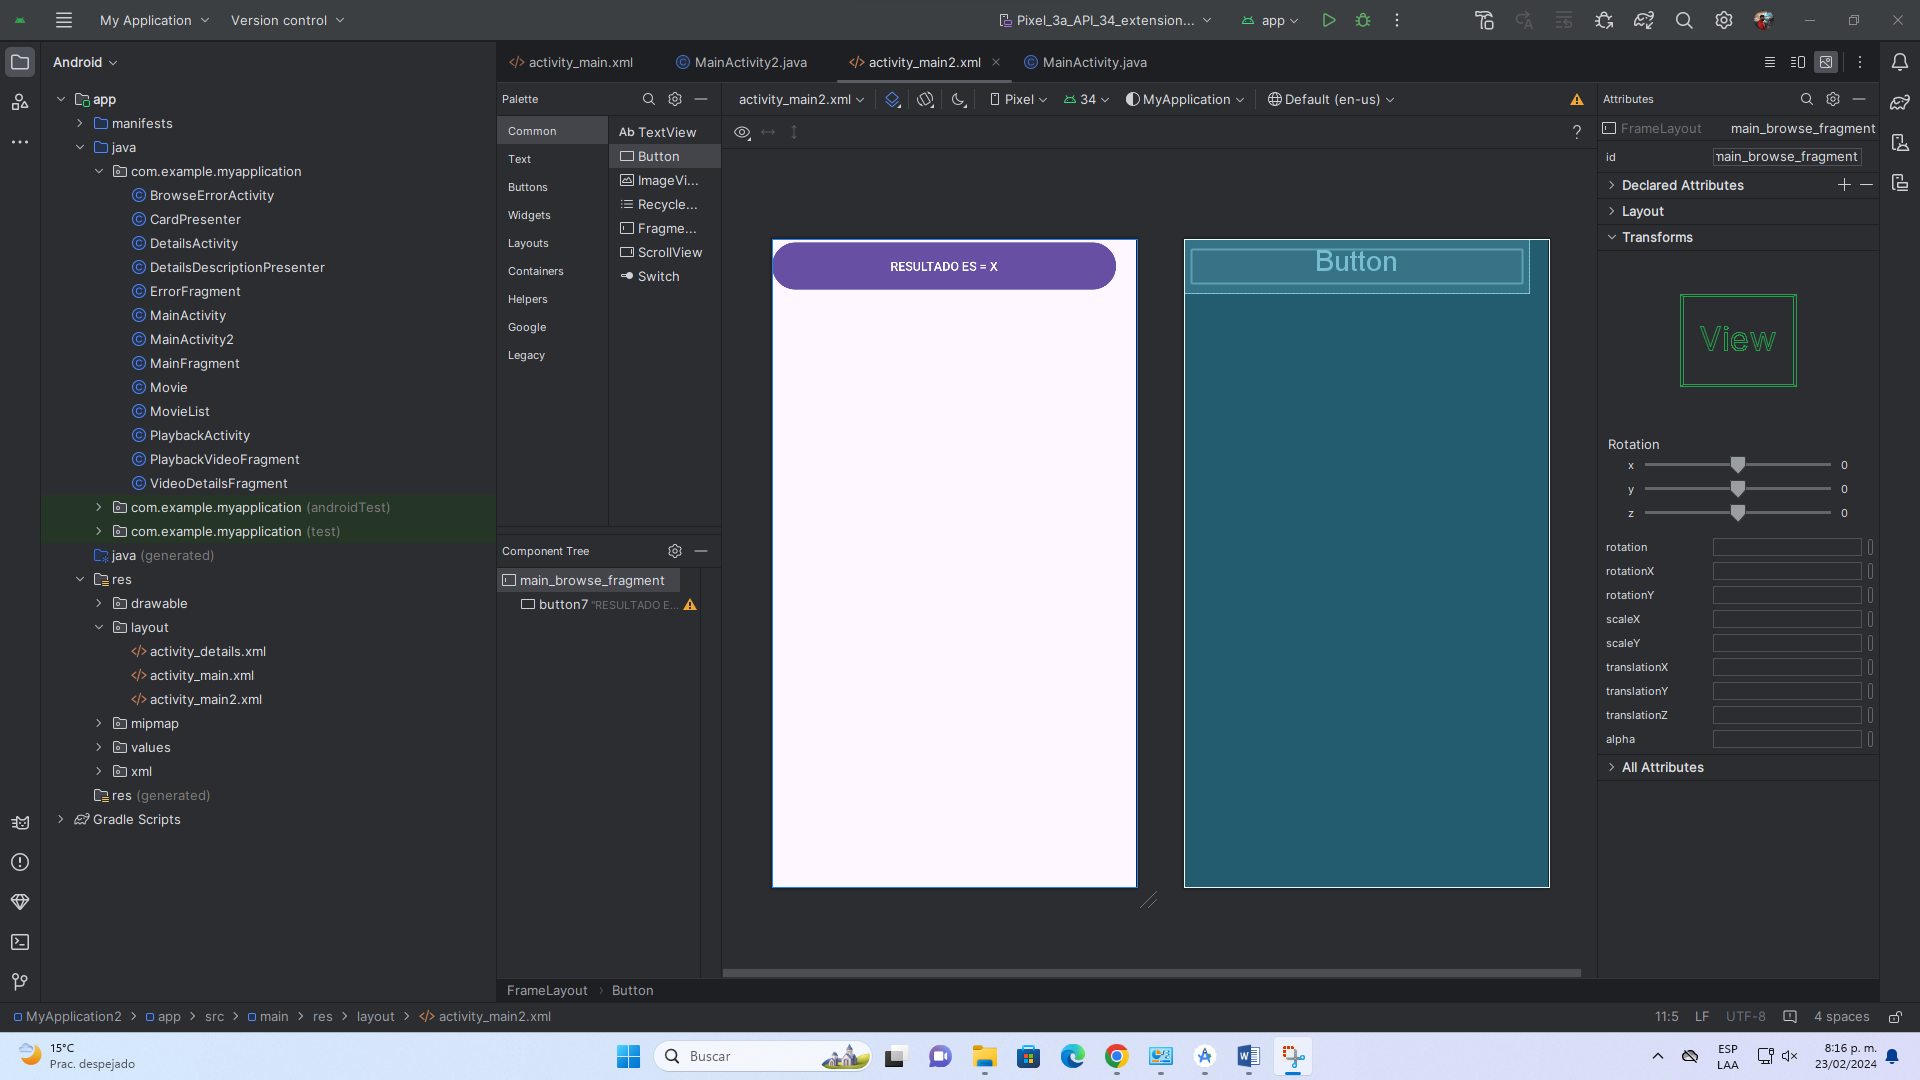 My Application
Version control
Pixel_3a_API_34_extension...
app
Android
activity_main.xml
MainActivity2.java
activity_main2.xml
MainActivity.java
app
manifests
java
com.example.myapplication
BrowseErrorActivity
CardPresenter
DetailsActivity
DetailsDescriptionPresenter
ErrorFragment
MainActivity
MainActivity2
MainFragment
Movie
MovieList
PlaybackActivity
PlaybackVideoFragment
VideoDetailsFragment
com.example.myapplication (androidTest)
com.example.myapplication (test)
java (generated)
res
drawable
layout
activity_details.xml
activity_main.xml
activity_main2.xml
mipmap
values
xml
res (generated)
Gradle Scripts
Palette
Common
Text
Buttons
Widgets
Layouts
Containers
Helpers
Google
Legacy
Ab TextView
Button
ImageVi...
Recycle...
Fragme...
ScrollView
Switch
Component Tree
main_browse_fragment
button7 "RESULTADO E...
activity_main2.xml
Pixel
34
MyApplication
Default (en-us)
?
RESULTADO ES = X
Button
Attributes
FrameLayout main_browse_fragment
id main_browse_fragment
Declared Attributes
Layout
Transforms
View
Rotation
x 0
y 0
z 0
rotation
rotationX
rotationY
scaleX
scaleY
translationX
translationY
translationZ
alpha
All Attributes
FrameLayout > Button
MyApplication2 > app > src > main > res > layout > activity_main2.xml
11:5 LF UTF-8 4 spaces
15°C
Prac. despejado
Buscar
ESP
LAA
8:16 p. m.
23/02/2024